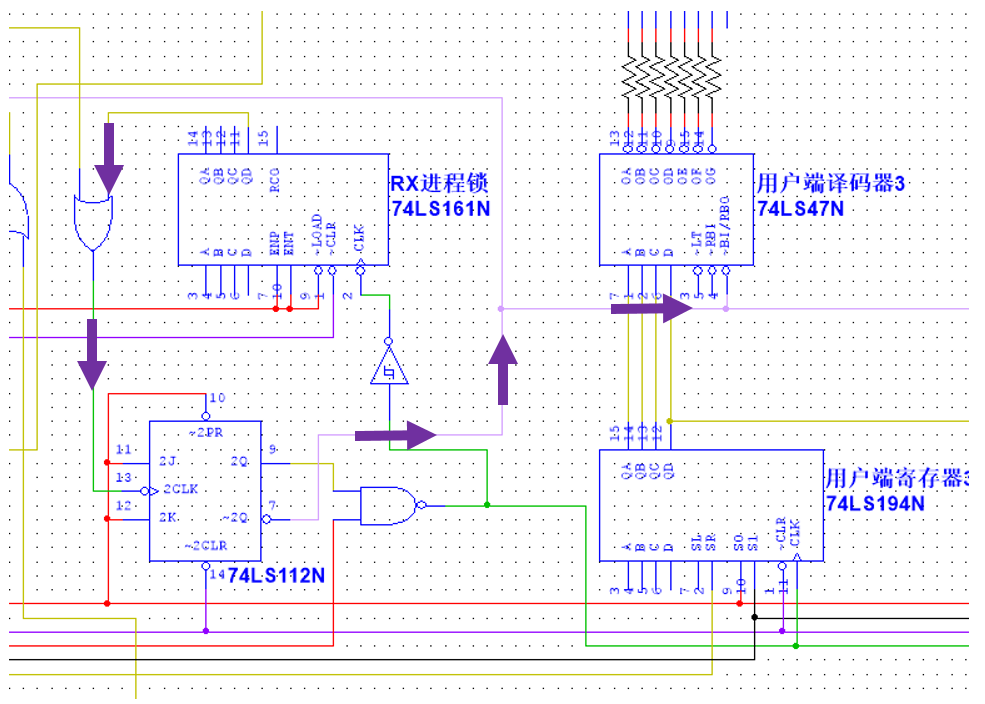 14 13 12 11 15
QA QB QC QD RCO
RX进程锁
74LS161N
A B C D ENP ENT ~LOAD ~CLR CLK
3 4 5 6 7 10 9 1 2
13 12 11 10 9 15 14
OA OB OC OD OE OF OG
用户端译码器3
74LS47N
A B C D ~LT ~RBI ~BI/RBO
7 1 2 6 3 5 4
10
~2PR
11 2J 2Q 9
13 2CLK
12 2K ~2Q 7
~2CLR
14 74LS112N
15 14 13 12
QA QB QC QD
用户端寄存器3
74LS194N
A B C D SL SR S0 S1 ~CLR CLK
3 4 5 6 7 2 9 10 1 11